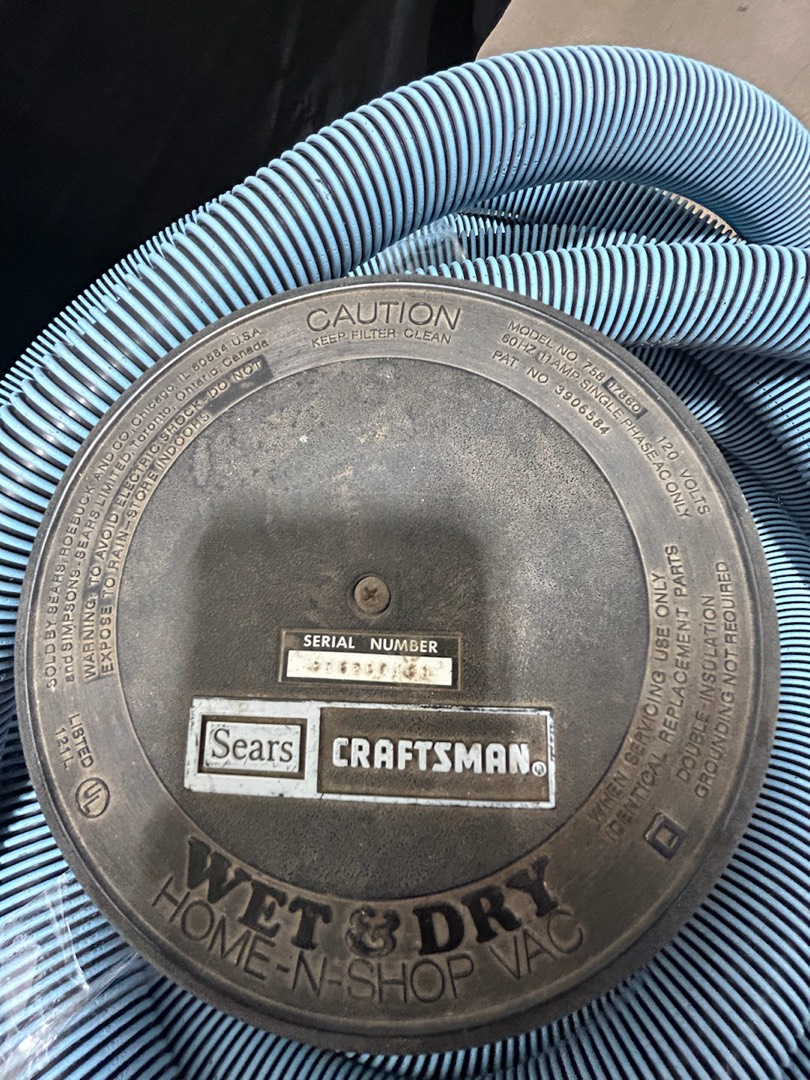 CAUTION
KEEP FILTER CLEAN
MODEL NO. 758.17860 120 VOLTS
60HZ 11AMP SINGLE PHASE AC ONLY
PAT NO 3906584
SOLD BY SEARS, ROEBUCK AND CO. Chicago, IL 60684 U.S.A.
and SIMPSONS-SEARS LIMITED, Toronto, Ontario, Canada
WARNING: TO AVOID ELECTRIC SHOCK DO NOT
EXPOSE TO RAIN-STORE INDOORS
WHEN SERVICING USE ONLY
IDENTICAL REPLACEMENT PARTS
DOUBLE-INSULATION
GROUNDING NOT REQUIRED
LISTED
121L
UL
SERIAL NUMBER
Sears CRAFTSMAN®
WET & DRY
HOME-N-SHOP VAC